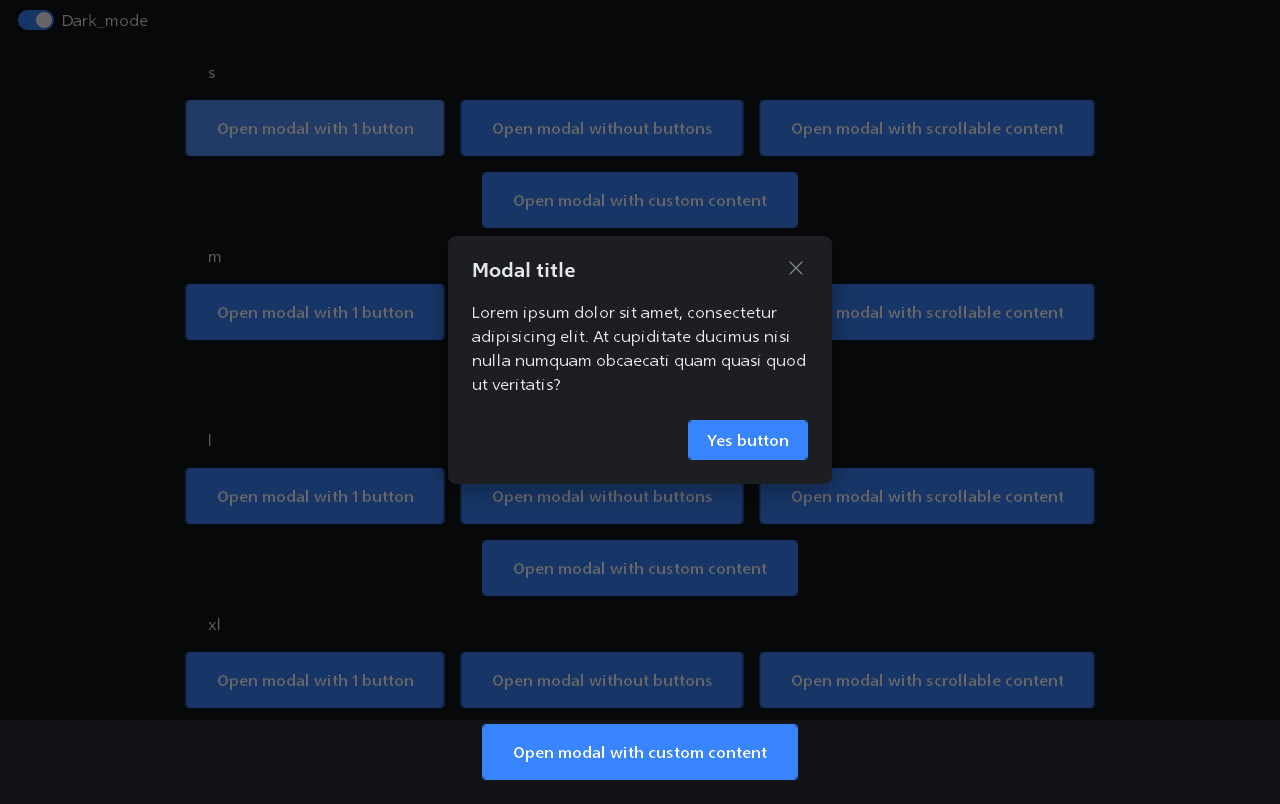 Dark_mode
s
Open modal with 1 button
Open modal without buttons
Open modal with scrollable content
Open modal with custom content
m
Open modal with 1 button
modal with scrollable content
Modal title
Lorem ipsum dolor sit amet, consectetur
adipisicing elit. At cupiditate ducimus nisi
nulla numquam obcaecati quam quasi quod
ut veritatis?
Yes button
l
Open modal with 1 button
Open modal without buttons
Open modal with scrollable content
Open modal with custom content
xl
Open modal with 1 button
Open modal without buttons
Open modal with scrollable content
Open modal with custom content